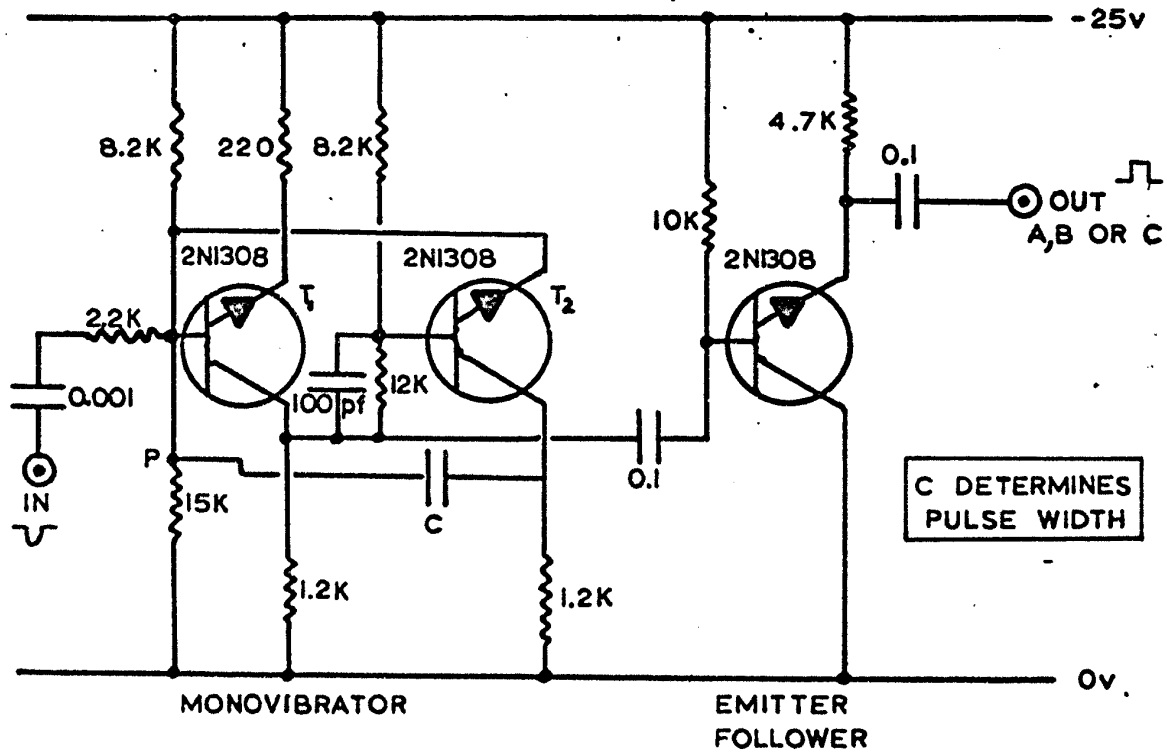 -25v
8.2K
220
8.2K
4.7K
0.1
10K
OUT
A,B OR C
2N1308
2N1308
2N1308
T1
T2
2.2K
0.001
100 pf
12K
P
IN
15K
C
0.1
C DETERMINES
PULSE WIDTH
1.2K
1.2K
0v.
MONOVIBRATOR
EMITTER
FOLLOWER